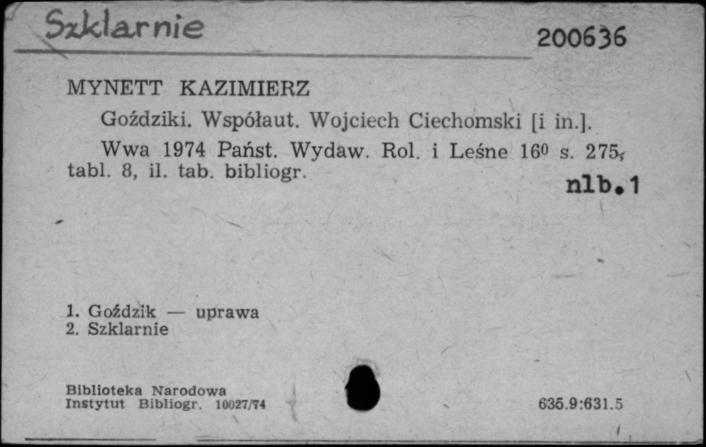 Szklarnie
200636
MYNETT KAZIMIERZ
Goździki. Współaut. Wojciech Ciechomski [i in.].
Wwa 1974 Państ. Wydaw. Rol. i Leśne 16⁰ s. 275,
tabl. 8, il. tab. bibliogr.
nlb.1
1. Goździk — uprawa
2. Szklarnie
Biblioteka Narodowa
Instytut Bibliogr. 10027/74
635.9:631.5